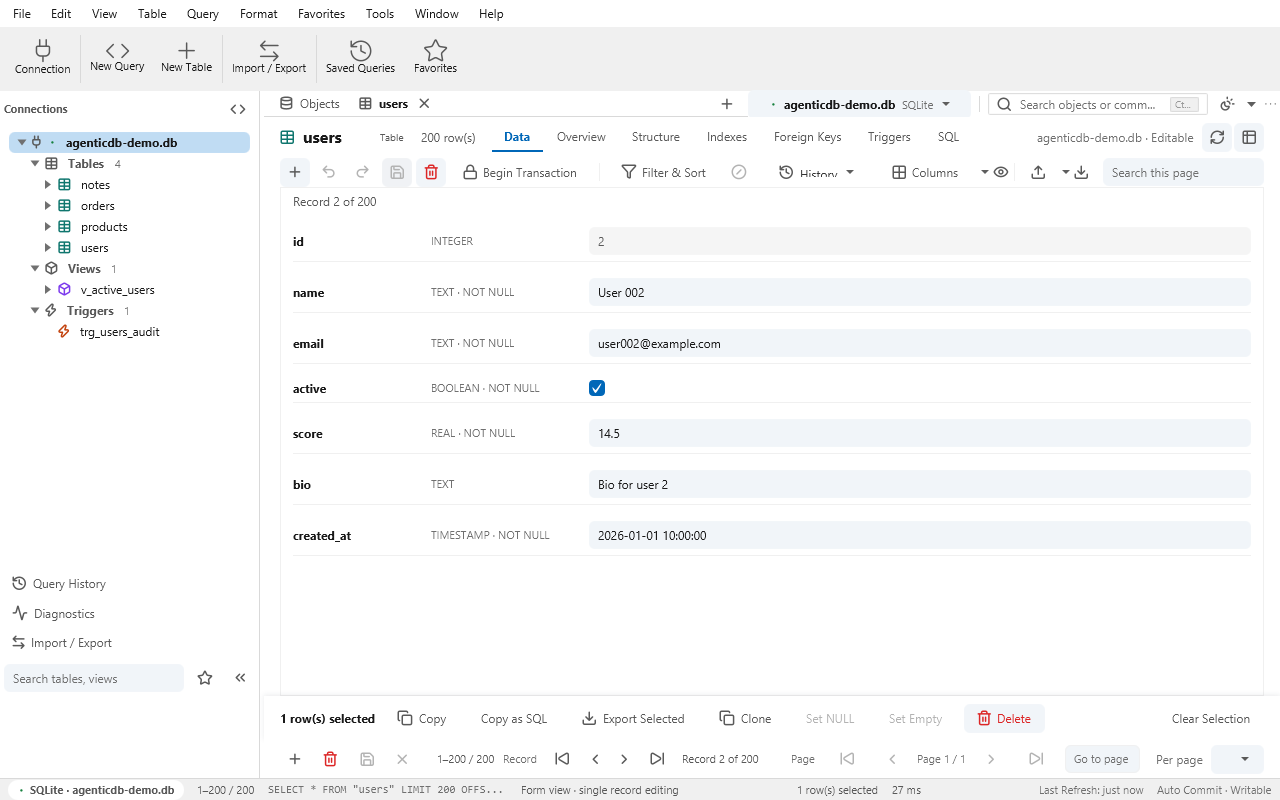 File Edit View Table Query Format Favorites Tools Window Help
Connection New Query New Table Import / Export Saved Queries Favorites
Connections
agenticdb-demo.db
Tables 4
notes
orders
products
users
Views 1
v_active_users
Triggers 1
trg_users_audit
Query History
Diagnostics
Import / Export
Search tables, views
Objects users agenticdb-demo.db SQLite Search objects or comm... Ct...
users Table 200 row(s) Data Overview Structure Indexes Foreign Keys Triggers SQL agenticdb-demo.db · Editable
Begin Transaction Filter & Sort History Columns Search this page
Record 2 of 200
id INTEGER 2
name TEXT · NOT NULL User 002
email TEXT · NOT NULL user002@example.com
active BOOLEAN · NOT NULL
score REAL · NOT NULL 14.5
bio TEXT Bio for user 2
created_at TIMESTAMP · NOT NULL 2026-01-01 10:00:00
1 row(s) selected Copy Copy as SQL Export Selected Clone Set NULL Set Empty Delete Clear Selection
1–200 / 200 Record Record 2 of 200 Page Page 1 / 1 Go to page Per page
SQLite · agenticdb-demo.db 1–200 / 200 SELECT * FROM "users" LIMIT 200 OFFS... Form view · single record editing 1 row(s) selected 27 ms Last Refresh: just now Auto Commit · Writable